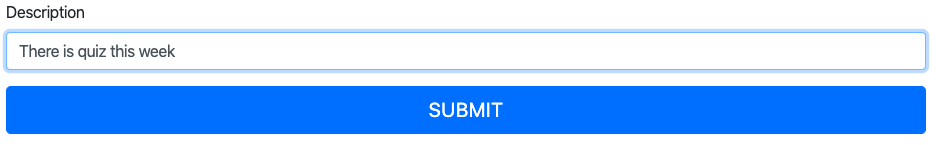 Description
There is quiz this week
SUBMIT